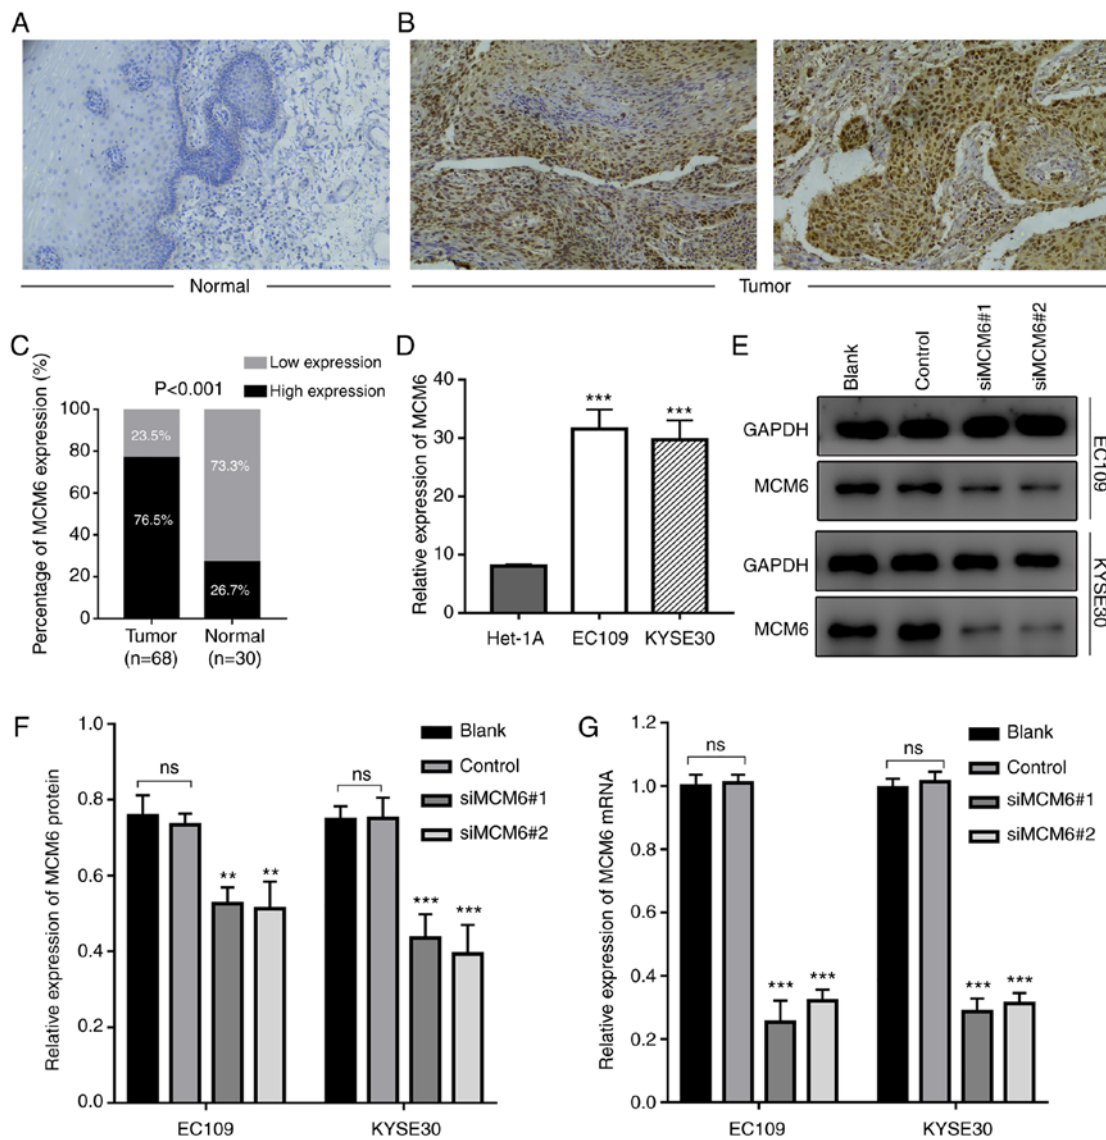 A
B
Normal
Tumor
C
Low expression
High expression
P<0.001
Percentage of MCM6 expression (%)
100
80
60
40
20
0
23.5%
76.5%
73.3%
26.7%
Tumor
(n=68)
Normal
(n=30)
D
Relative expression of MCM6
40
30
20
10
0
***
***
Het-1A
EC109
KYSE30
E
Blank
Control
siMCM6#1
siMCM6#2
GAPDH
MCM6
EC109
GAPDH
MCM6
KYSE30
F
Relative expression of MCM6 protein
1.0
0.8
0.6
0.4
0.2
0.0
Blank
Control
siMCM6#1
siMCM6#2
ns
**
**
ns
***
***
EC109
KYSE30
G
Relative expression of MCM6 mRNA
1.2
1.0
0.8
0.6
0.4
0.2
0.0
Blank
Control
siMCM6#1
siMCM6#2
ns
***
***
ns
***
***
EC109
KYSE30